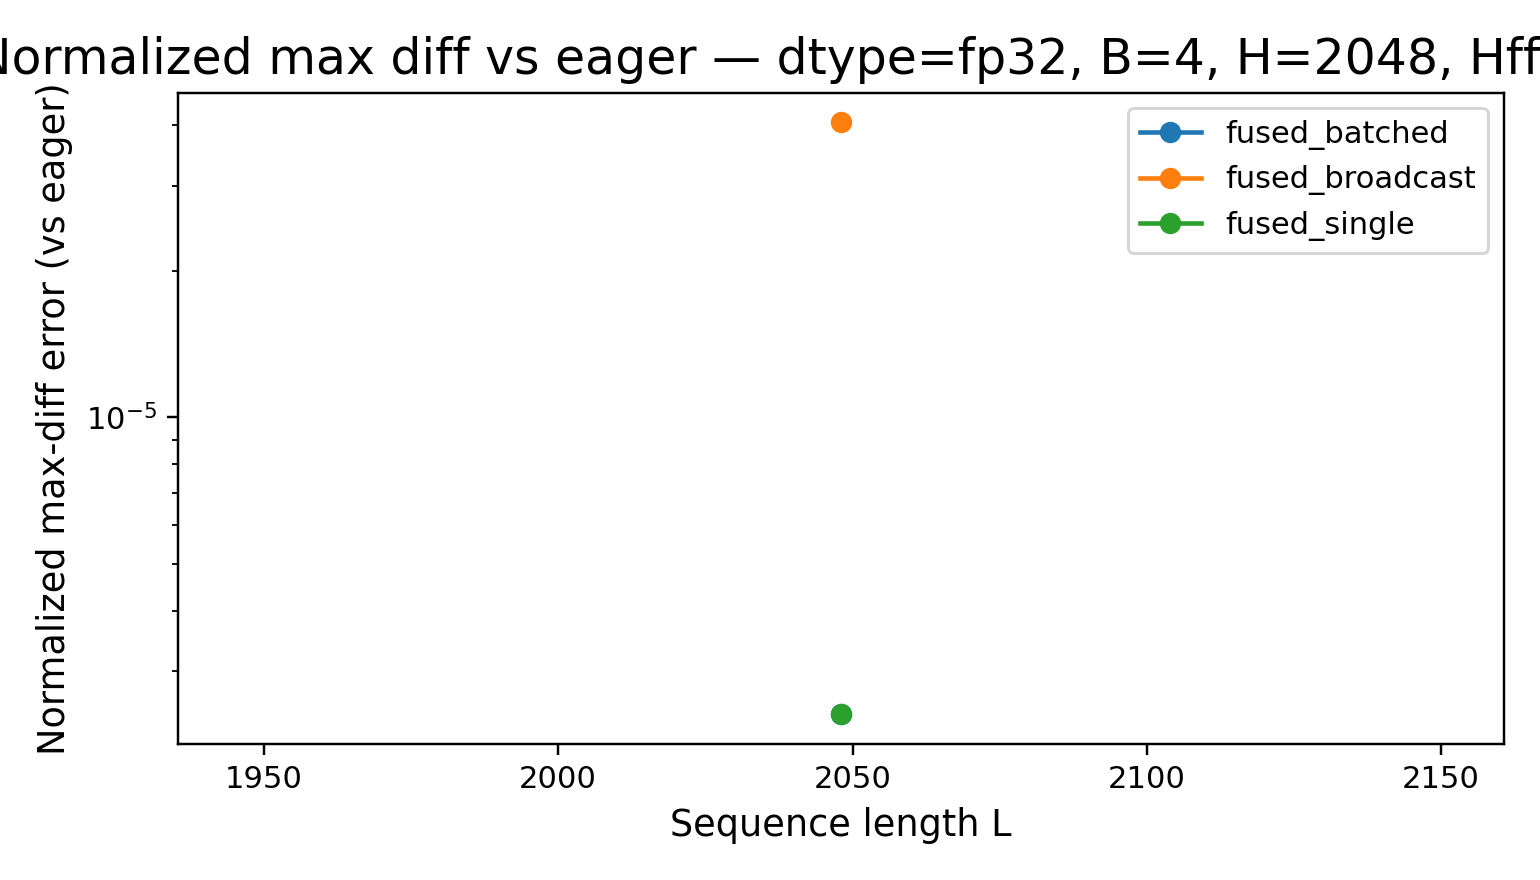 Normalized max diff vs eager — dtype=fp32, B=4, H=2048, Hff
Normalized max-diff error (vs eager)
fused_batched
fused_broadcast
fused_single
10⁻⁵
1950
2000
2050
2100
2150
Sequence length L